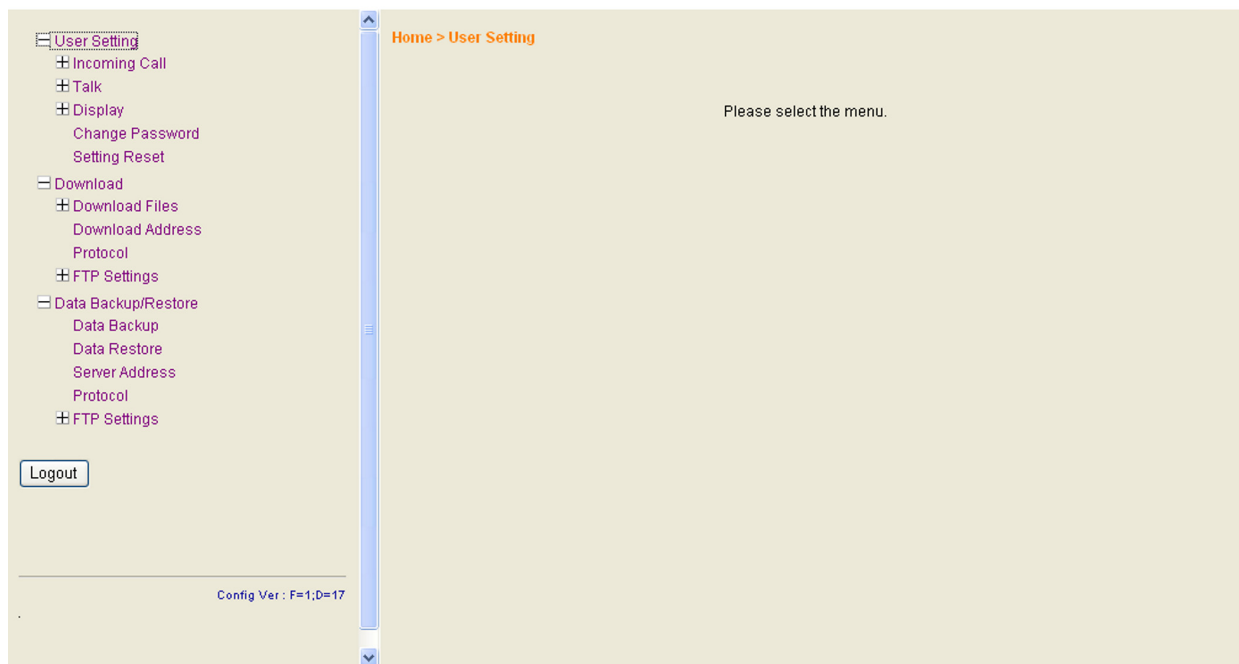 User Setting
Incoming Call
Talk
Display
Change Password
Setting Reset
Download
Download Files
Download Address
Protocol
FTP Settings
Data Backup/Restore
Data Backup
Data Restore
Server Address
Protocol
FTP Settings
Logout
Config Ver : F=1;D=17
.
Home > User Setting
Please select the menu.